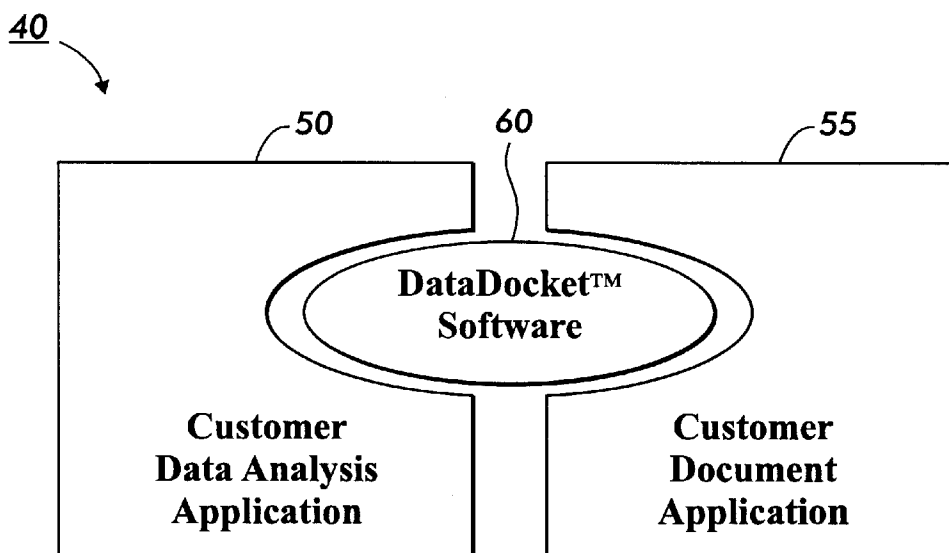 40
50
60
55
DataDocket™
Software
Customer
Data Analysis
Application
Customer
Document
Application